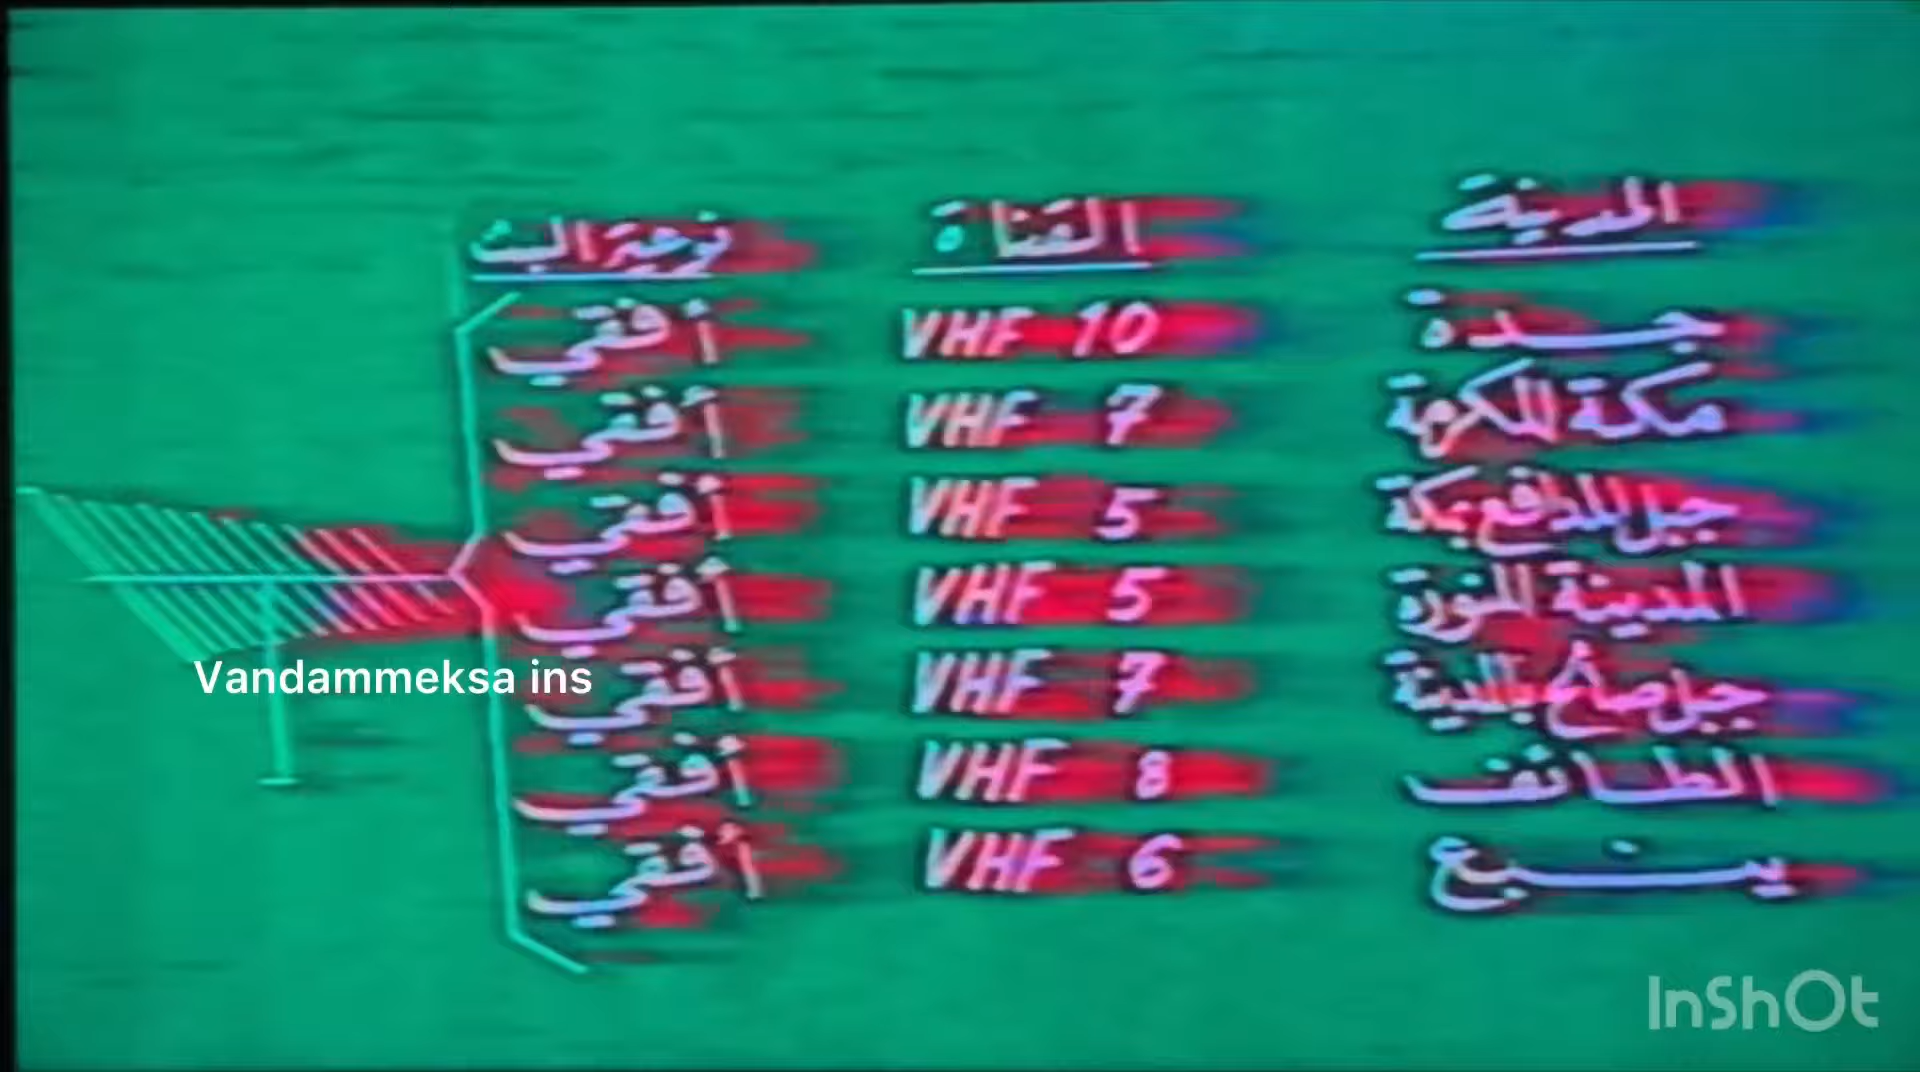 المدينة القناة نوعية البث
جدة VHF 10 أفقي
مكة المكرمة VHF 7 أفقي
جبل المدافع بمكة VHF 5 أفقي
المدينة المنورة VHF 5 أفقي
جبل صالح بالمدينة VHF 7 أفقي
الطائف VHF 8 أفقي
ينبع VHF 6 أفقي
Vandammeksa ins
InShOt